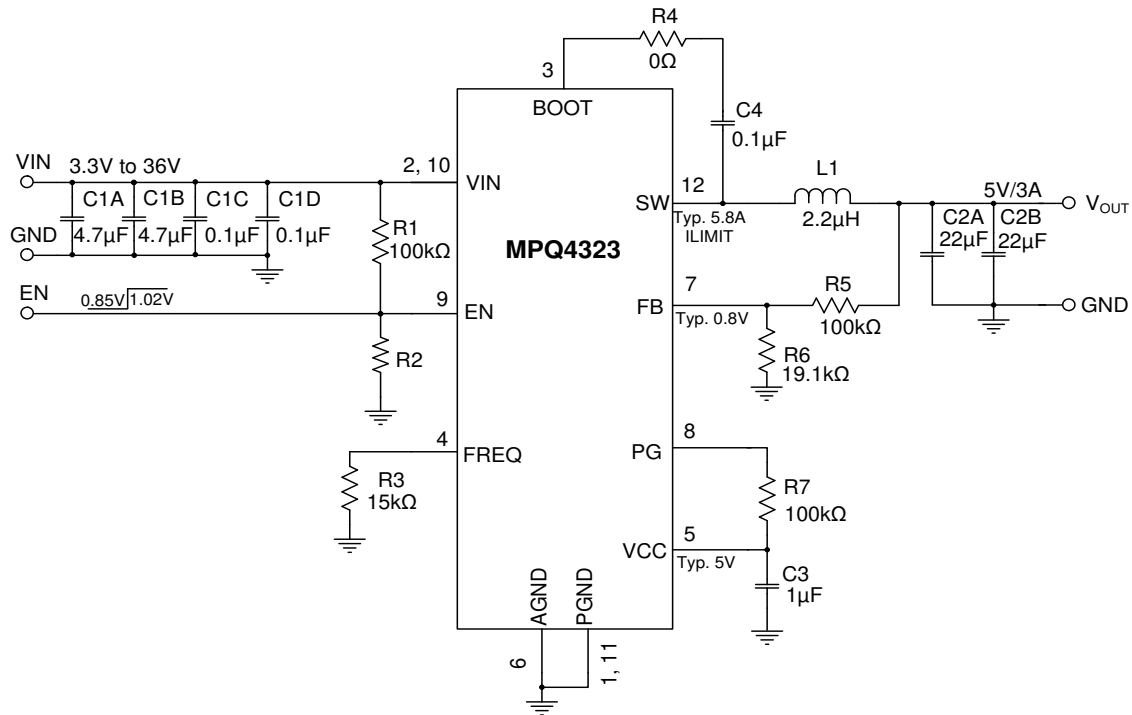 R4
0Ω
3
BOOT
C4
0.1µF
VIN
3.3V to 36V
2, 10
VIN
C1A
4.7µF
C1B
4.7µF
C1C
0.1µF
C1D
0.1µF
GND
R1
100kΩ
EN
0.85V
1.02V
9
EN
R2
4
FREQ
R3
15kΩ
MPQ4323
12
SW
Typ. 5.8A
ILIMIT
L1
2.2µH
5V/3A
VOUT
C2A
22µF
C2B
22µF
GND
7
FB
Typ. 0.8V
R5
100kΩ
R6
19.1kΩ
8
PG
R7
100kΩ
5
VCC
Typ. 5V
C3
1µF
AGND
PGND
6
1, 11